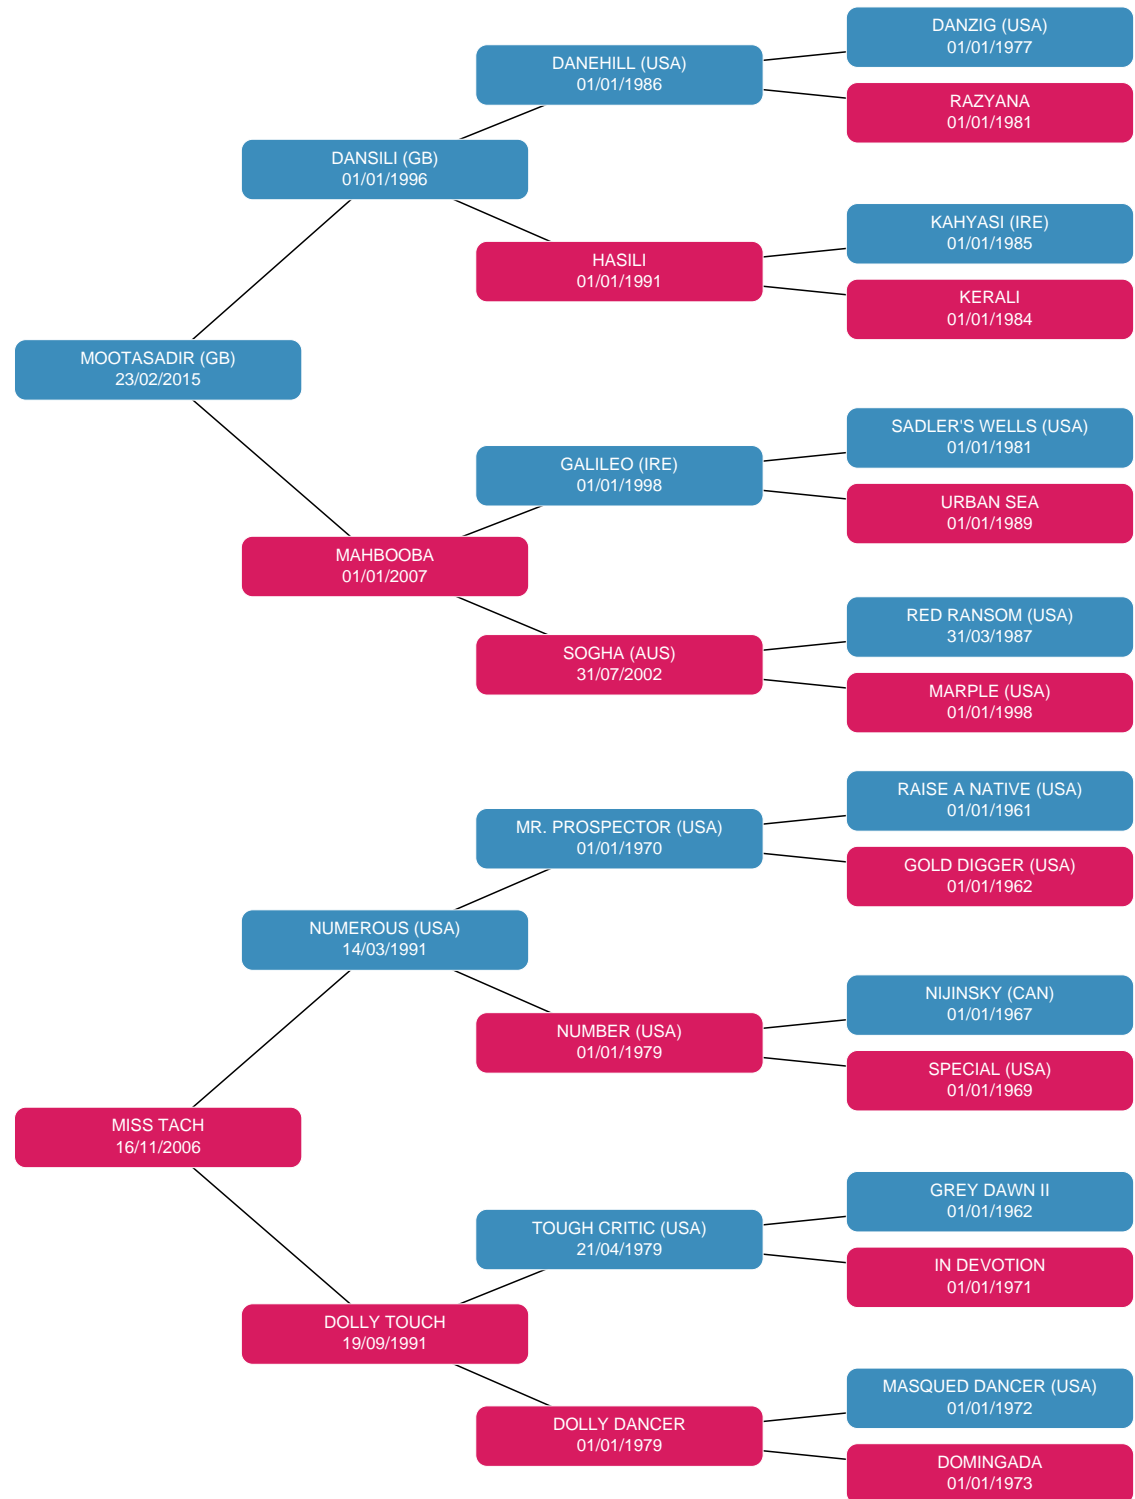 DANZIG (USA)
01/01/1977
DANEHILL (USA)
01/01/1986
RAZYANA
01/01/1981
DANSILI (GB)
01/01/1996
KAHYASI (IRE)
01/01/1985
HASILI
01/01/1991
KERALI
01/01/1984
MOOTASADIR (GB)
23/02/2015
SADLER'S WELLS (USA)
01/01/1981
GALILEO (IRE)
01/01/1998
URBAN SEA
01/01/1989
MAHBOOBA
01/01/2007
RED RANSOM (USA)
31/03/1987
SOGHA (AUS)
31/07/2002
MARPLE (USA)
01/01/1998
RAISE A NATIVE (USA)
01/01/1961
MR. PROSPECTOR (USA)
01/01/1970
GOLD DIGGER (USA)
01/01/1962
NUMEROUS (USA)
14/03/1991
NIJINSKY (CAN)
01/01/1967
NUMBER (USA)
01/01/1979
SPECIAL (USA)
01/01/1969
MISS TACH
16/11/2006
GREY DAWN II
01/01/1962
TOUGH CRITIC (USA)
21/04/1979
IN DEVOTION
01/01/1971
DOLLY TOUCH
19/09/1991
MASQUED DANCER (USA)
01/01/1972
DOLLY DANCER
01/01/1979
DOMINGADA
01/01/1973